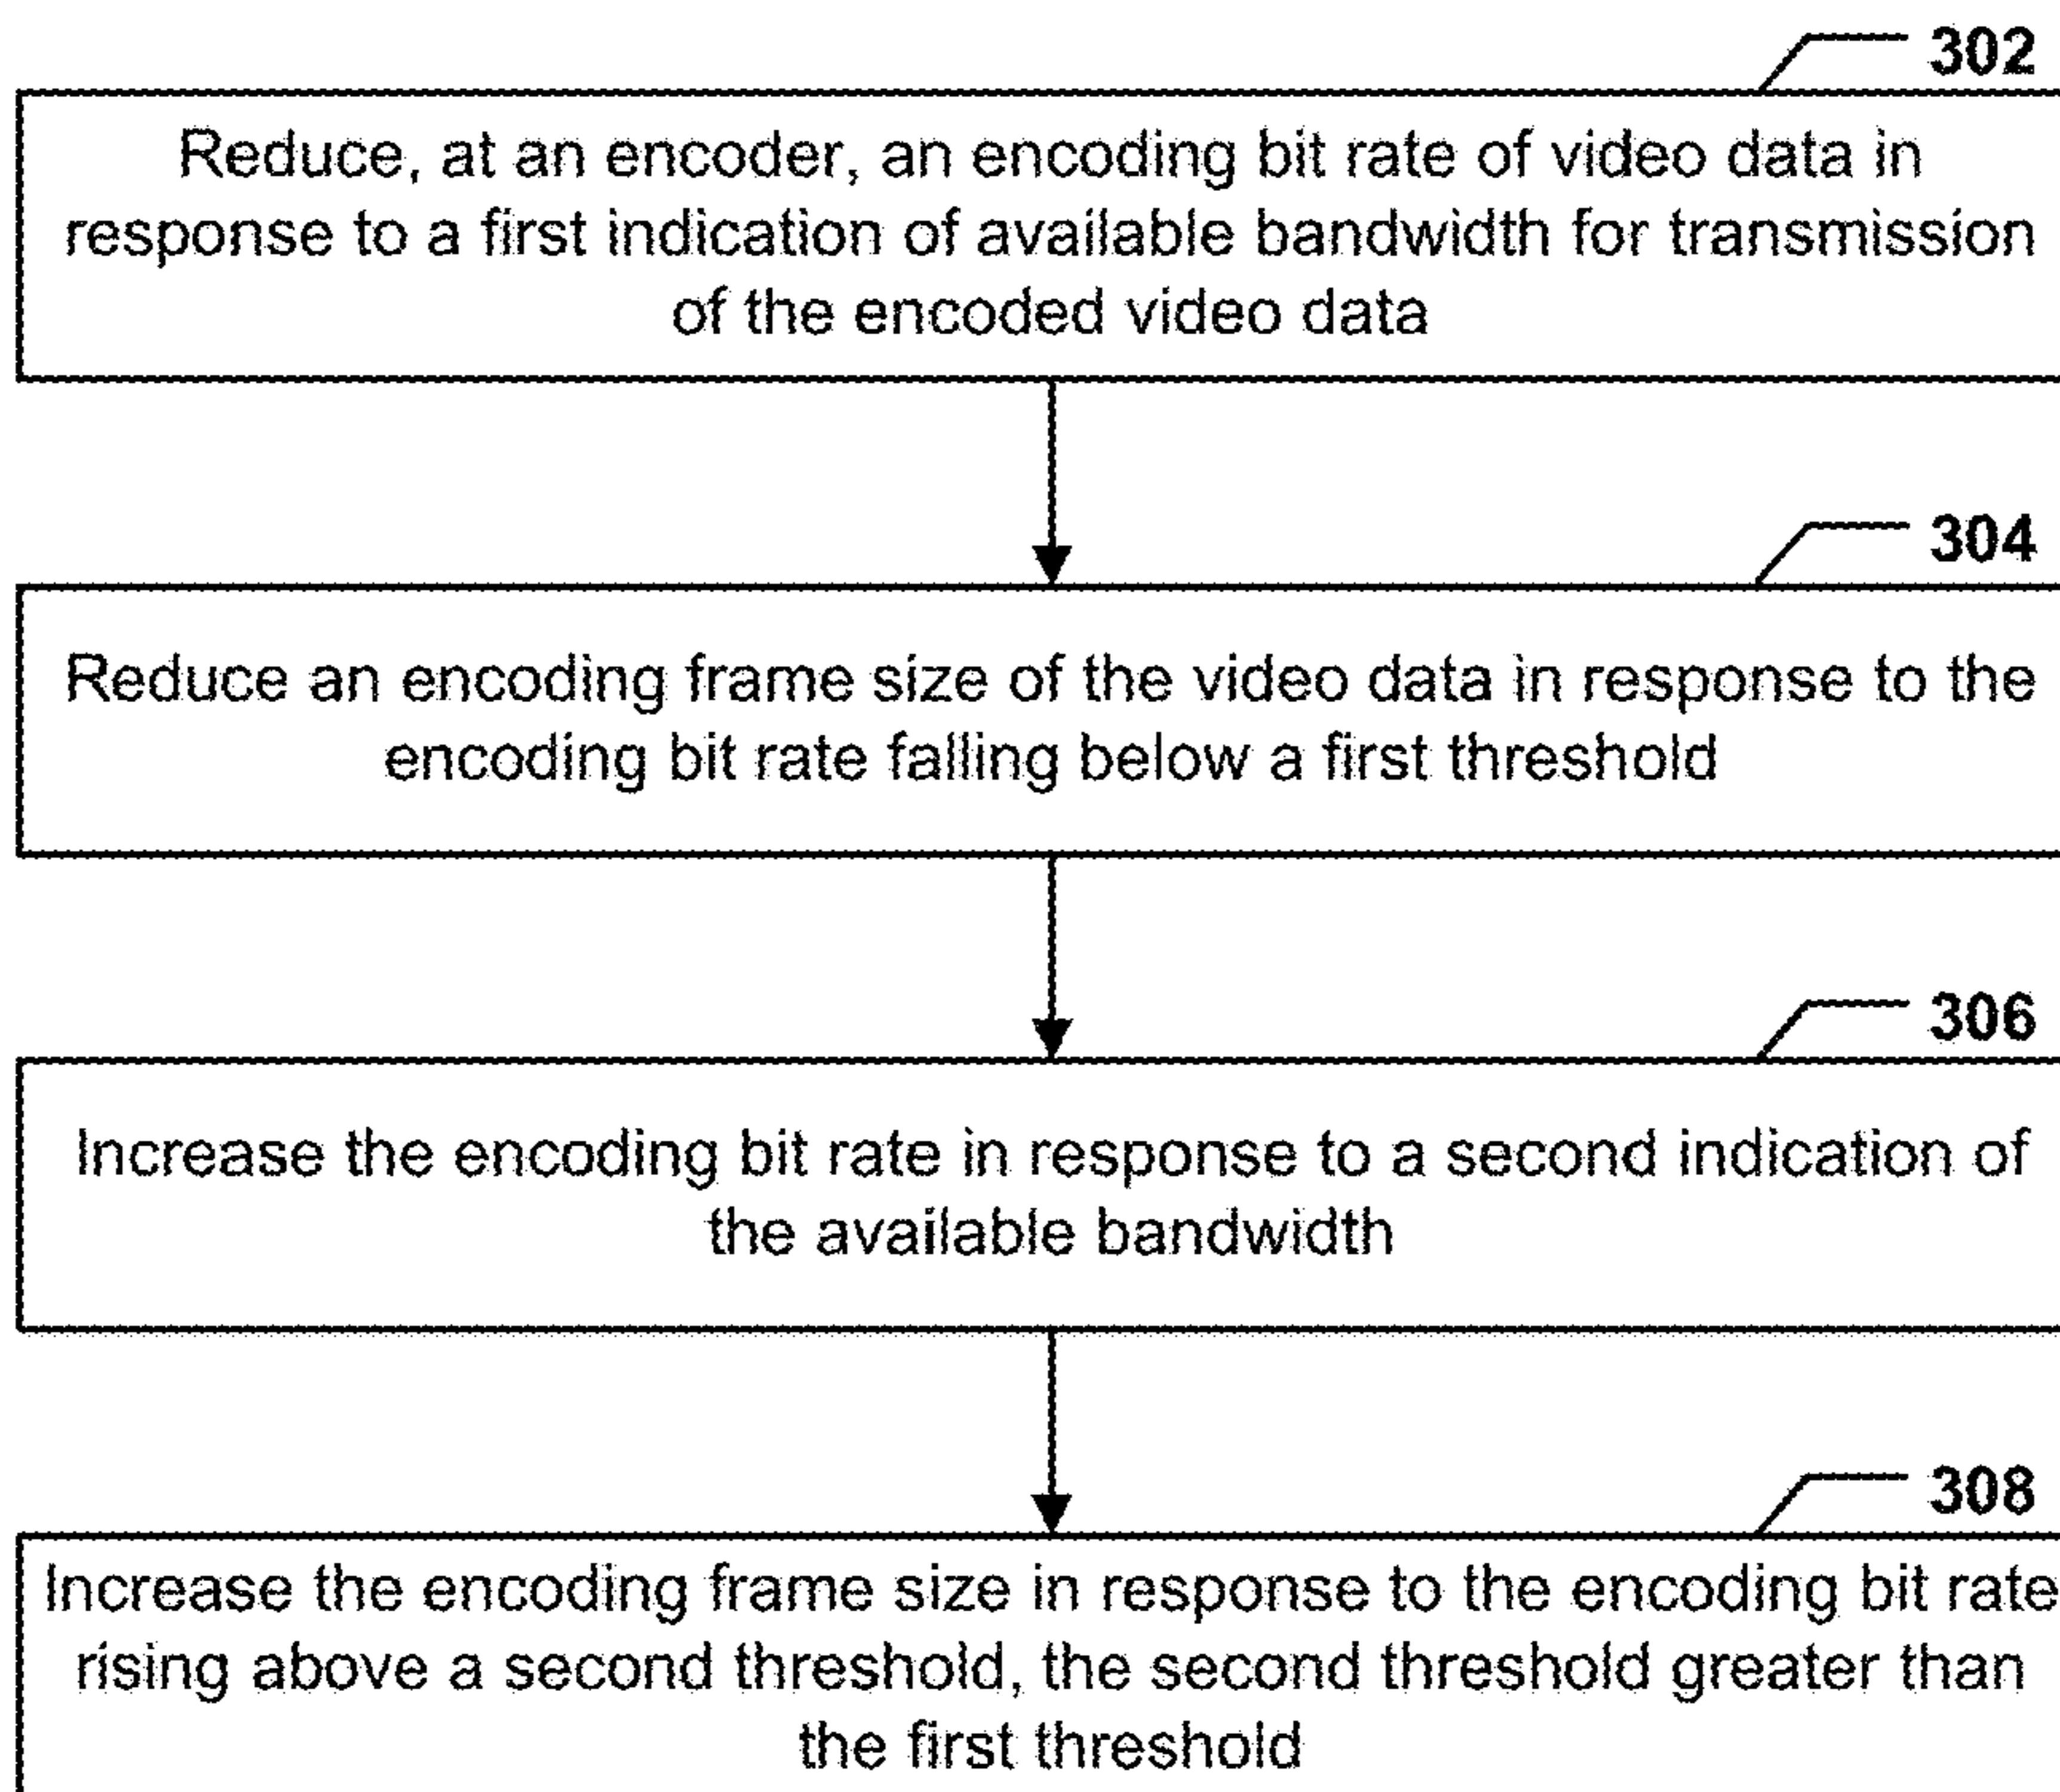 302
Reduce, at an encoder, an encoding bit rate of video data in
response to a first indication of available bandwidth for transmission
of the encoded video data
304
Reduce an encoding frame size of the video data in response to the
encoding bit rate falling below a first threshold
306
Increase the encoding bit rate in response to a second indication of
the available bandwidth
308
Increase the encoding frame size in response to the encoding bit rate
rising above a second threshold, the second threshold greater than
the first threshold